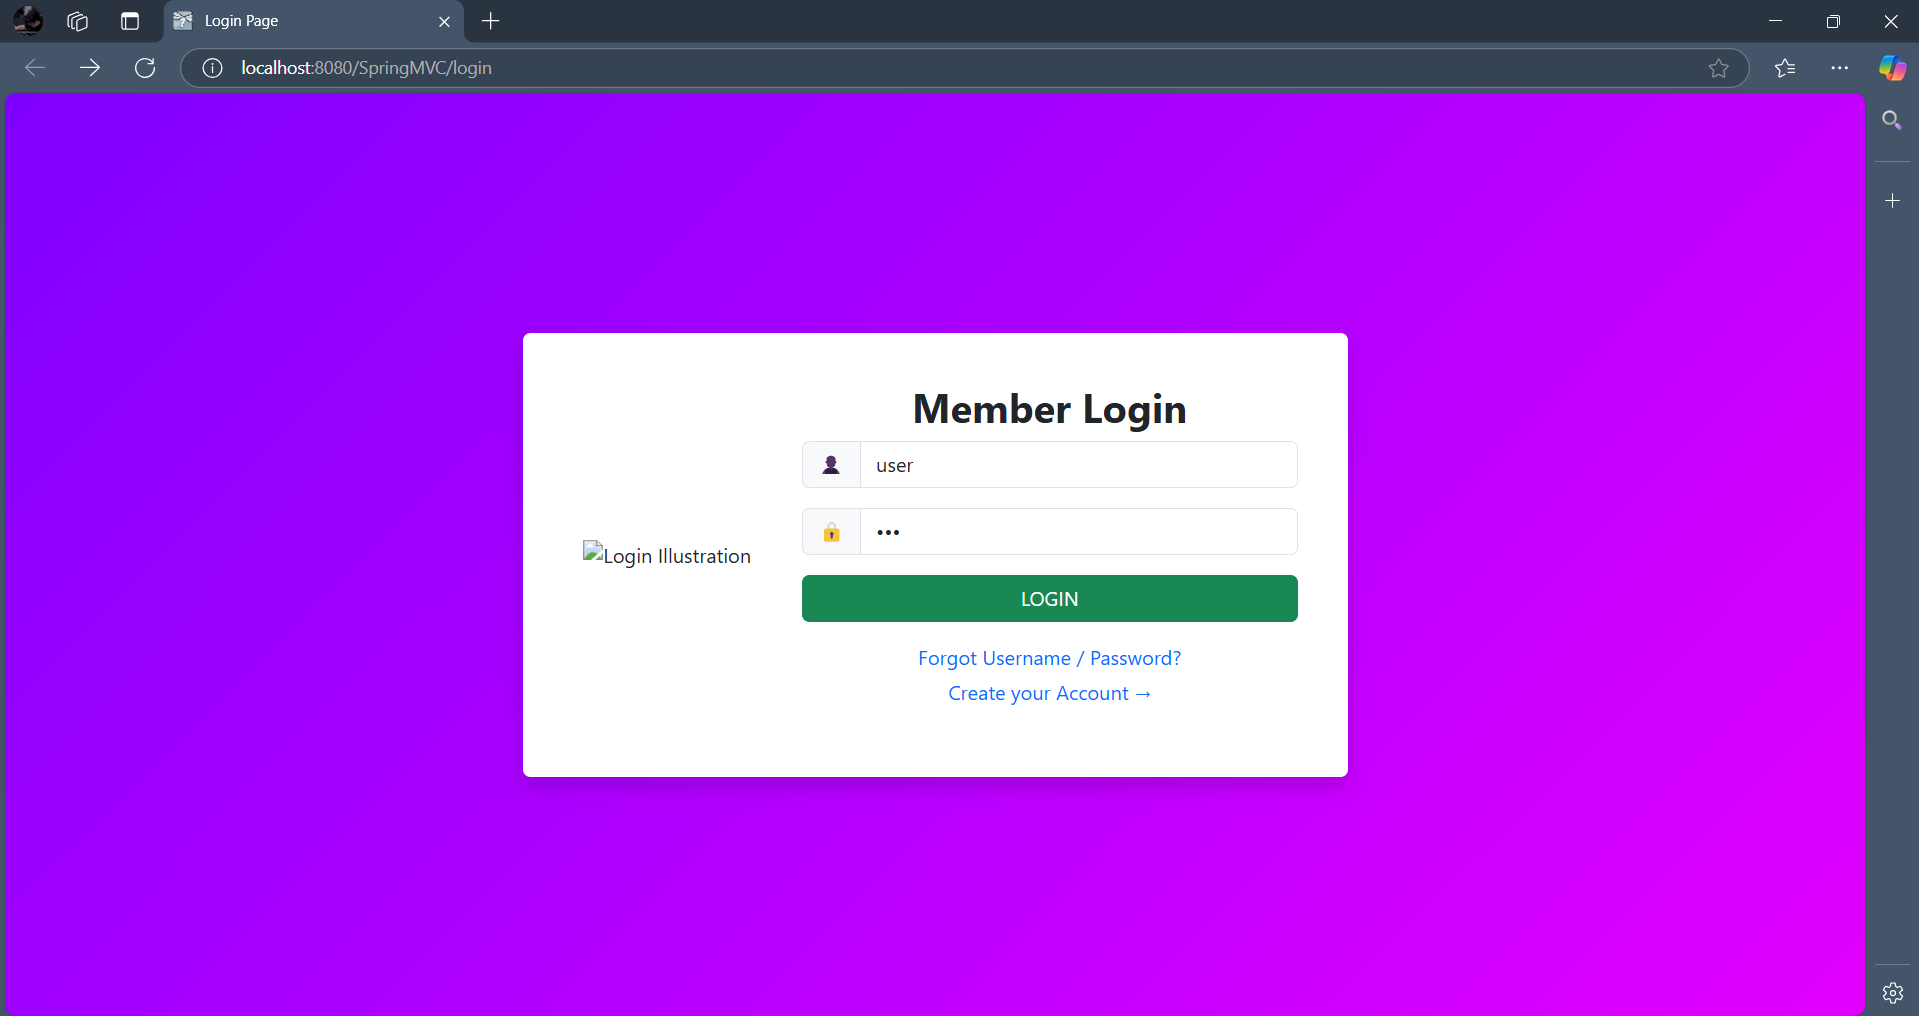 Login Page
localhost:8080/SpringMVC/login
Member Login
user
•••
Login Illustration
LOGIN
Forgot Username / Password?
Create your Account →